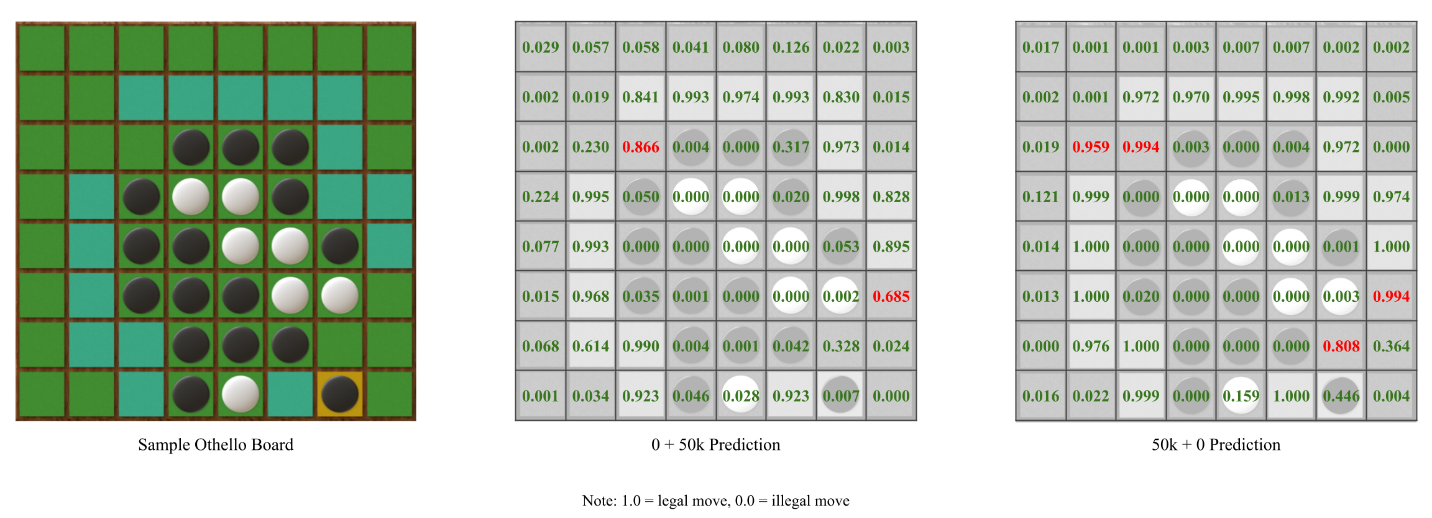 0.029 0.057 0.058 0.041 0.080 0.126 0.022 0.003
0.002 0.019 0.841 0.993 0.974 0.993 0.830 0.015
0.002 0.230 0.866 0.004 0.000 0.317 0.973 0.014
0.224 0.995 0.050 0.000 0.000 0.020 0.998 0.828
0.077 0.993 0.000 0.000 0.000 0.000 0.053 0.895
0.015 0.968 0.035 0.001 0.000 0.000 0.002 0.685
0.068 0.614 0.990 0.004 0.001 0.042 0.328 0.024
0.001 0.034 0.923 0.046 0.028 0.923 0.007 0.000
0.017 0.001 0.001 0.003 0.007 0.007 0.002 0.002
0.002 0.001 0.972 0.970 0.995 0.998 0.992 0.005
0.019 0.959 0.994 0.003 0.000 0.004 0.972 0.000
0.121 0.999 0.000 0.000 0.000 0.013 0.999 0.974
0.014 1.000 0.000 0.000 0.000 0.000 0.001 1.000
0.013 1.000 0.020 0.000 0.000 0.000 0.003 0.994
0.000 0.976 1.000 0.000 0.000 0.000 0.808 0.364
0.016 0.022 0.999 0.000 0.159 1.000 0.446 0.004
Sample Othello Board
0 + 50k Prediction
50k + 0 Prediction
Note: 1.0 = legal move, 0.0 = illegal move